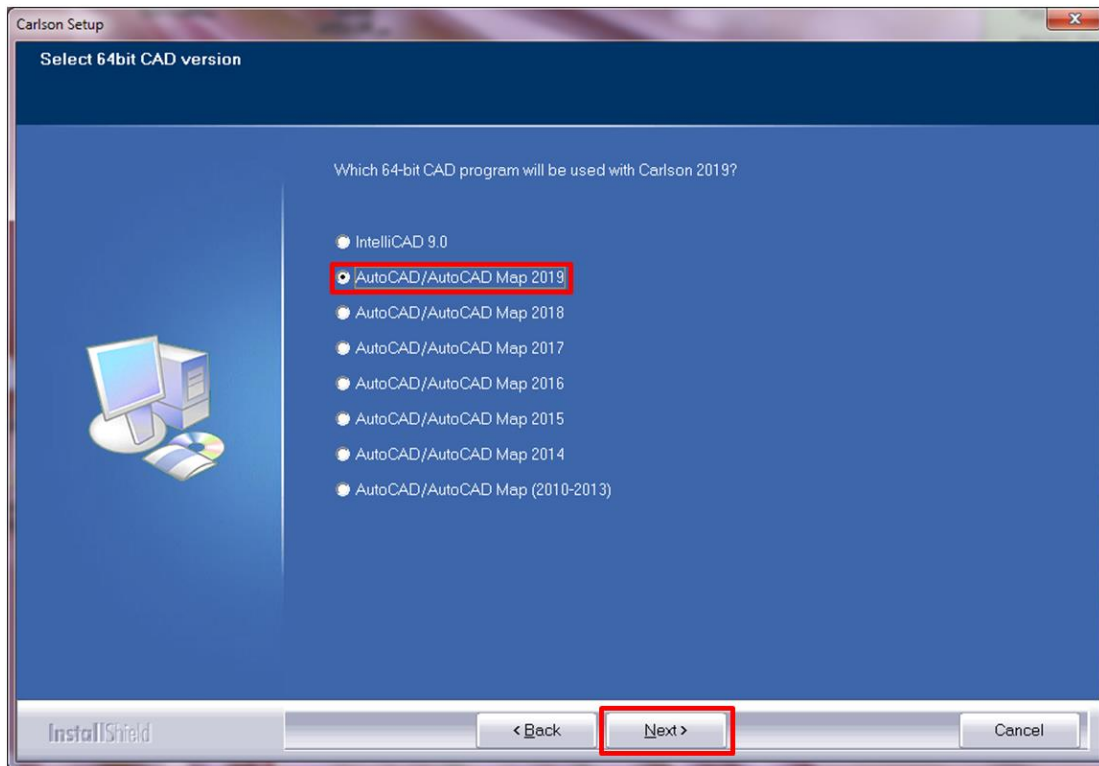 Carlson Setup
Select 64bit CAD version
Which 64-bit CAD program will be used with Carlson 2019?
IntelliCAD 9.0
AutoCAD/AutoCAD Map 2019
AutoCAD/AutoCAD Map 2018
AutoCAD/AutoCAD Map 2017
AutoCAD/AutoCAD Map 2016
AutoCAD/AutoCAD Map 2015
AutoCAD/AutoCAD Map 2014
AutoCAD/AutoCAD Map (2010-2013)
InstallShield
< Back
Next >
Cancel